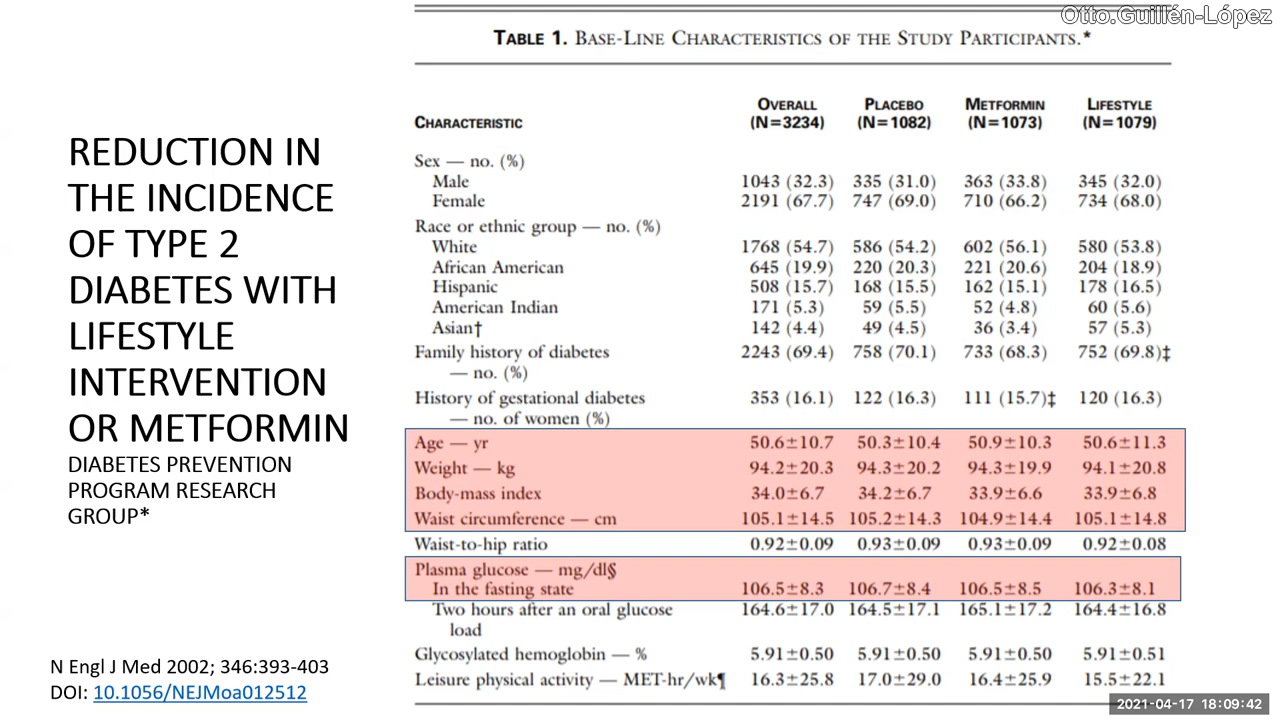 Otto.Guillén-López
REDUCTION IN
THE INCIDENCE
OF TYPE 2
DIABETES WITH
LIFESTYLE
INTERVENTION
OR METFORMIN
DIABETES PREVENTION
PROGRAM RESEARCH
GROUP*
N Engl J Med 2002; 346:393-403
DOI: 10.1056/NEJMoa012512
TABLE 1. BASE-LINE CHARACTERISTICS OF THE STUDY PARTICIPANTS.*
CHARACTERISTIC OVERALL (N=3234) PLACEBO (N=1082) METFORMIN (N=1073) LIFESTYLE (N=1079)
Sex — no. (%)
Male 1043 (32.3) 335 (31.0) 363 (33.8) 345 (32.0)
Female 2191 (67.7) 747 (69.0) 710 (66.2) 734 (68.0)
Race or ethnic group — no. (%)
White 1768 (54.7) 586 (54.2) 602 (56.1) 580 (53.8)
African American 645 (19.9) 220 (20.3) 221 (20.6) 204 (18.9)
Hispanic 508 (15.7) 168 (15.5) 162 (15.1) 178 (16.5)
American Indian 171 (5.3) 59 (5.5) 52 (4.8) 60 (5.6)
Asian† 142 (4.4) 49 (4.5) 36 (3.4) 57 (5.3)
Family history of diabetes 2243 (69.4) 758 (70.1) 733 (68.3) 752 (69.8)‡
— no. (%)
History of gestational diabetes 353 (16.1) 122 (16.3) 111 (15.7)‡ 120 (16.3)
— no. of women (%)
Age — yr 50.6±10.7 50.3±10.4 50.9±10.3 50.6±11.3
Weight — kg 94.2±20.3 94.3±20.2 94.3±19.9 94.1±20.8
Body-mass index 34.0±6.7 34.2±6.7 33.9±6.6 33.9±6.8
Waist circumference — cm 105.1±14.5 105.2±14.3 104.9±14.4 105.1±14.8
Waist-to-hip ratio 0.92±0.09 0.93±0.09 0.93±0.09 0.92±0.08
Plasma glucose — mg/dl§
In the fasting state 106.5±8.3 106.7±8.4 106.5±8.5 106.3±8.1
Two hours after an oral glucose 164.6±17.0 164.5±17.1 165.1±17.2 164.4±16.8
load
Glycosylated hemoglobin — % 5.91±0.50 5.91±0.50 5.91±0.50 5.91±0.51
Leisure physical activity — MET-hr/wk¶ 16.3±25.8 17.0±29.0 16.4±25.9 15.5±22.1
2021-04-17 18:09:42